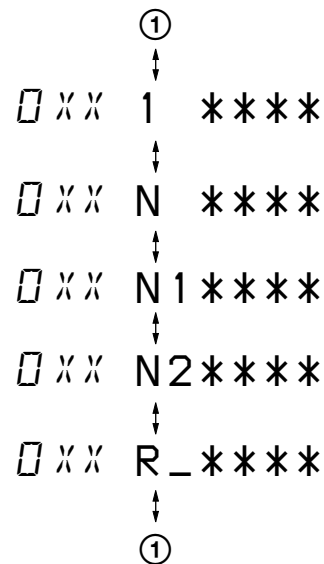 ①
0XX 1 ****
0XX N ****
0XX N1****
0XX N2****
0XX R_****
①